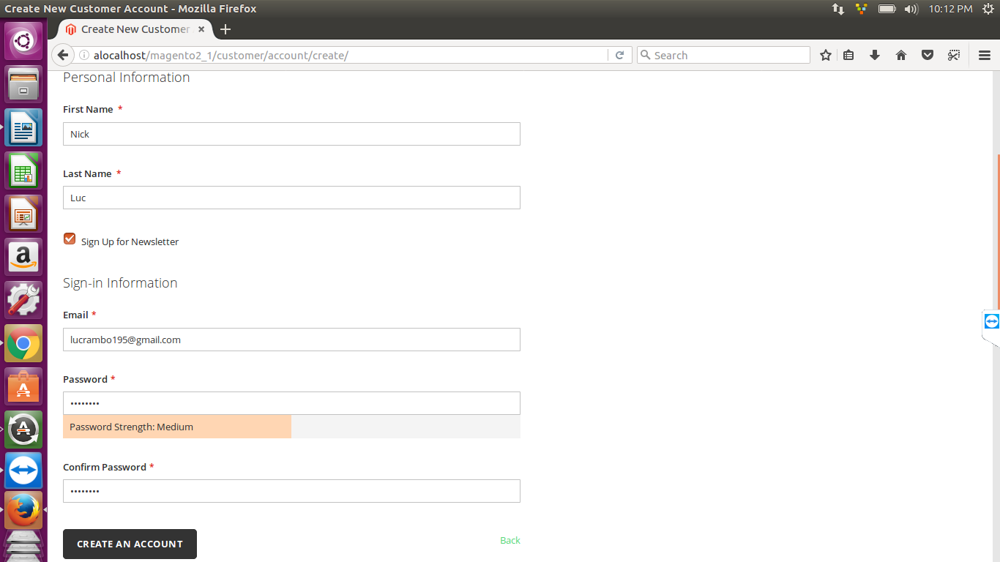 Create New Customer Account - Mozilla Firefox
10:12 PM
Create New Customer
alocalhost/magento2_1/customer/account/create/
Search
Personal Information
First Name *
Nick
Last Name *
Luc
Sign Up for Newsletter
Sign-in Information
Email *
lucrambo195@gmail.com
Password *
••••••••
Password Strength: Medium
Confirm Password *
••••••••
CREATE AN ACCOUNT
Back